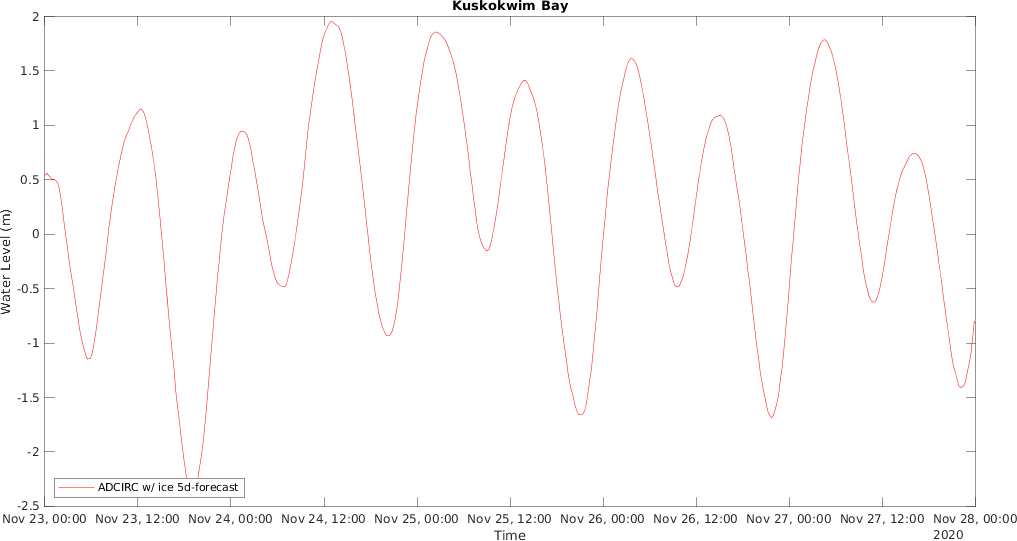 Kuskokwim Bay
2
1.5
1
0.5
0
-0.5
-1
-1.5
-2
-2.5
Water Level (m)
ADCIRC w/ ice 5d-forecast
Nov 23, 00:00 Nov 23, 12:00 Nov 24, 00:00 Nov 24, 12:00 Nov 25, 00:00 Nov 25, 12:00 Nov 26, 00:00 Nov 26, 12:00 Nov 27, 00:00 Nov 27, 12:00 Nov 28, 00:00
Time
2020